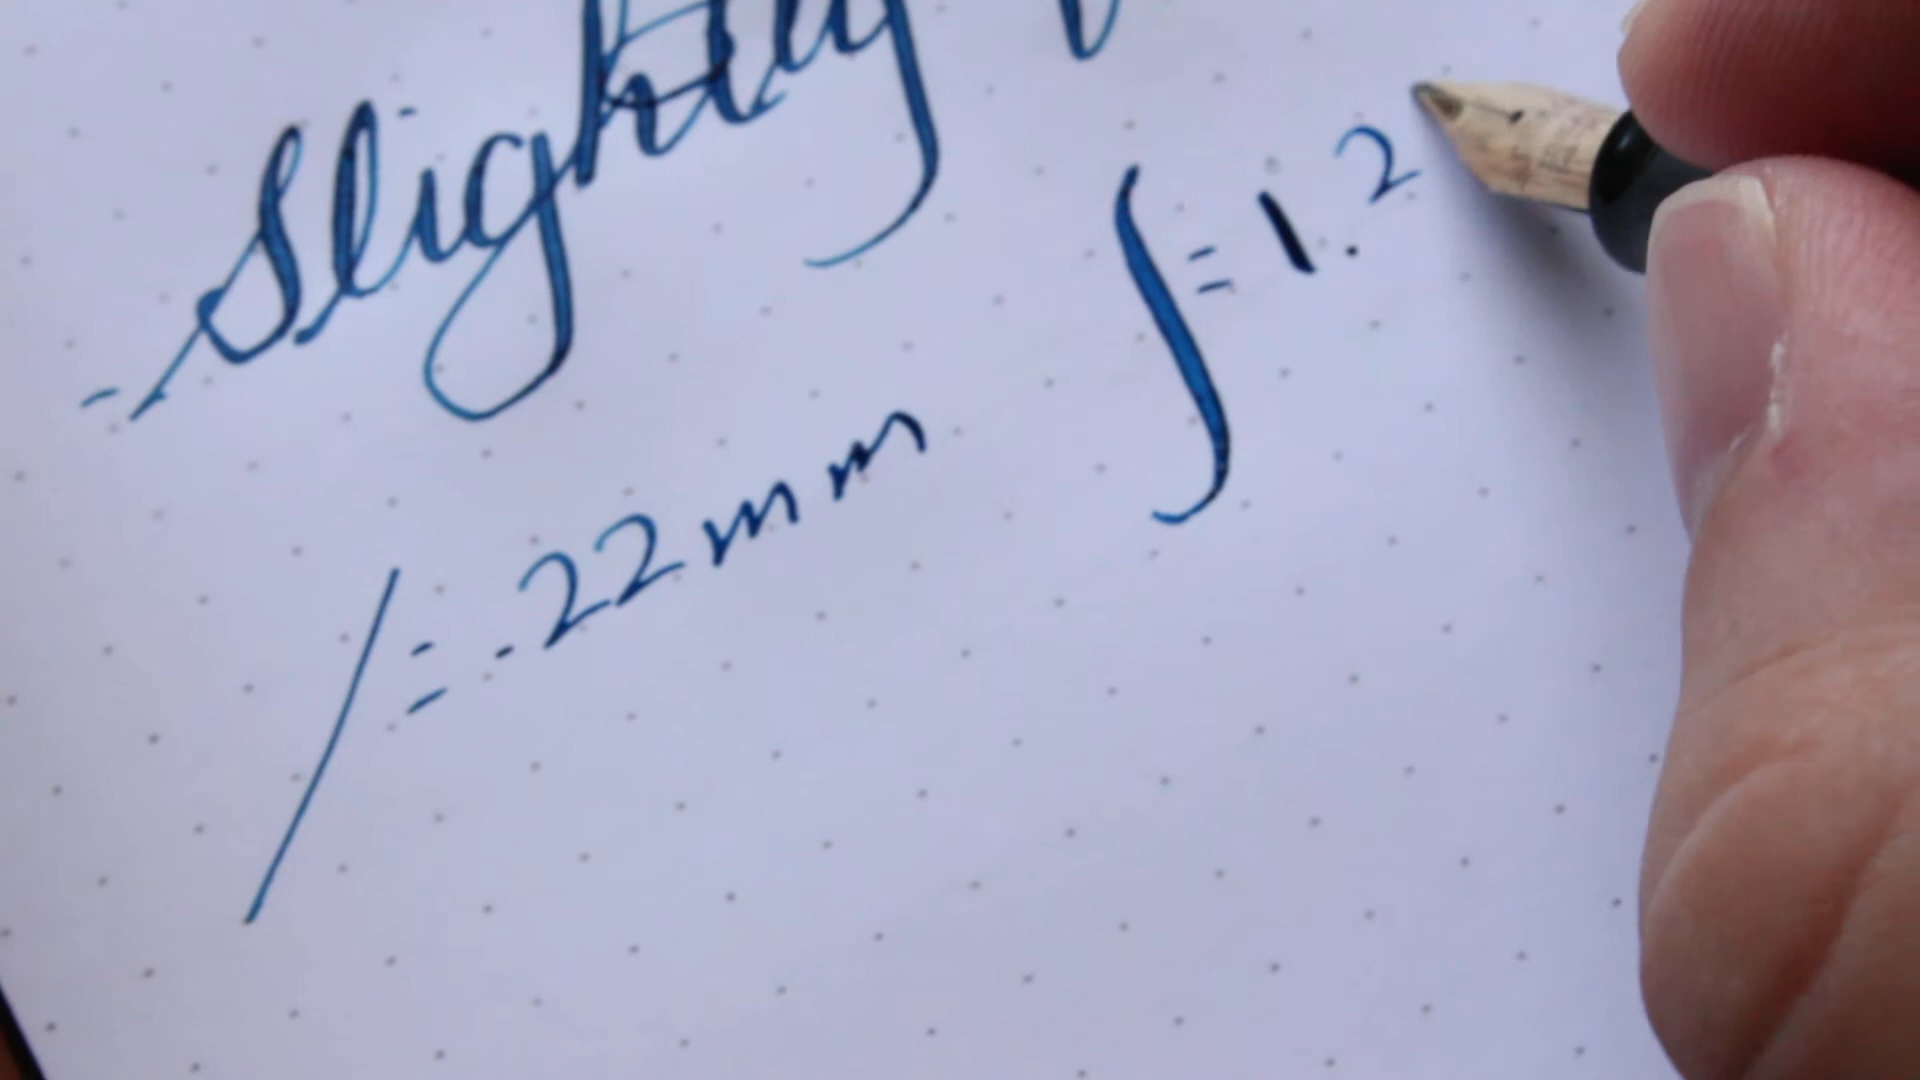 Slightly
= .22mm
= 1.2